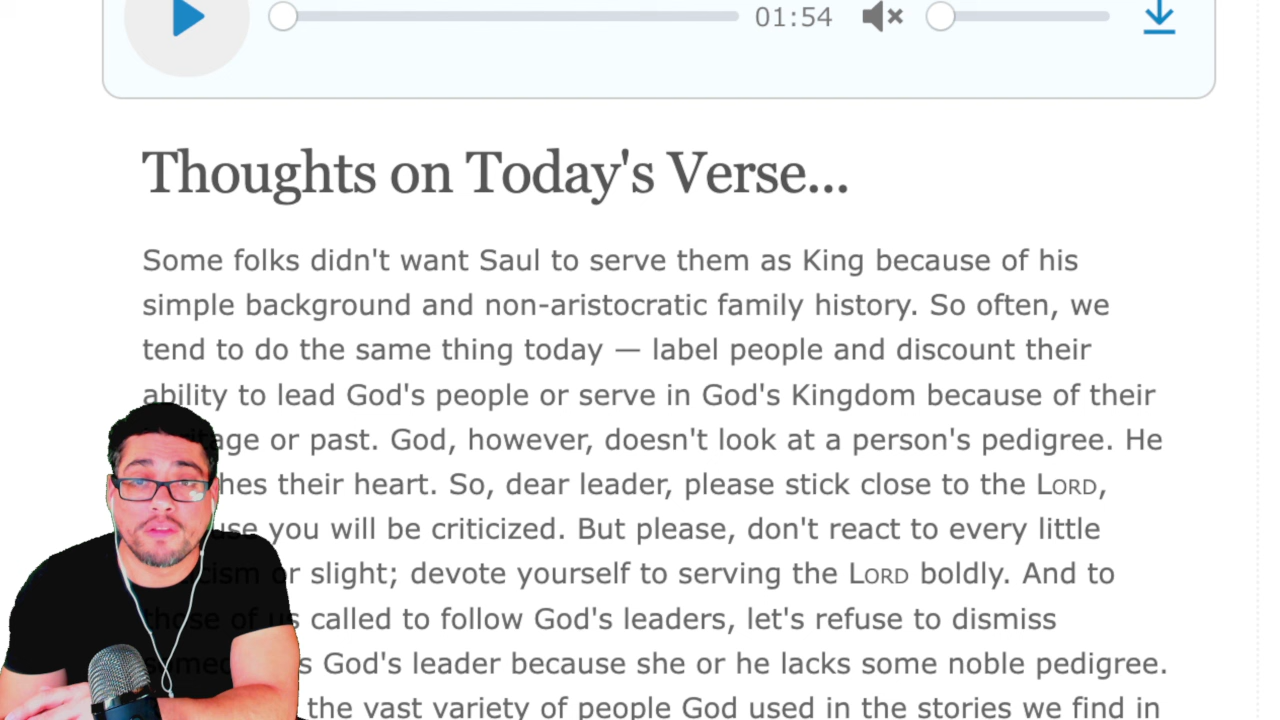 01:54
Thoughts on Today's Verse...
Some folks didn't want Saul to serve them as King because of his
simple background and non-aristocratic family history. So often, we
tend to do the same thing today — label people and discount their
ability to lead God's people or serve in God's Kingdom because of their
or past. God, however, doesn't look at a person's pedigree. He
their heart. So, dear leader, please stick close to the LORD,
you will be criticized. But please, don't react to every little
or slight; devote yourself to serving the LORD boldly. And to
those of us called to follow God's leaders, let's refuse to dismiss
God's leader because she or he lacks some noble pedigree.
the vast variety of people God used in the stories we find in